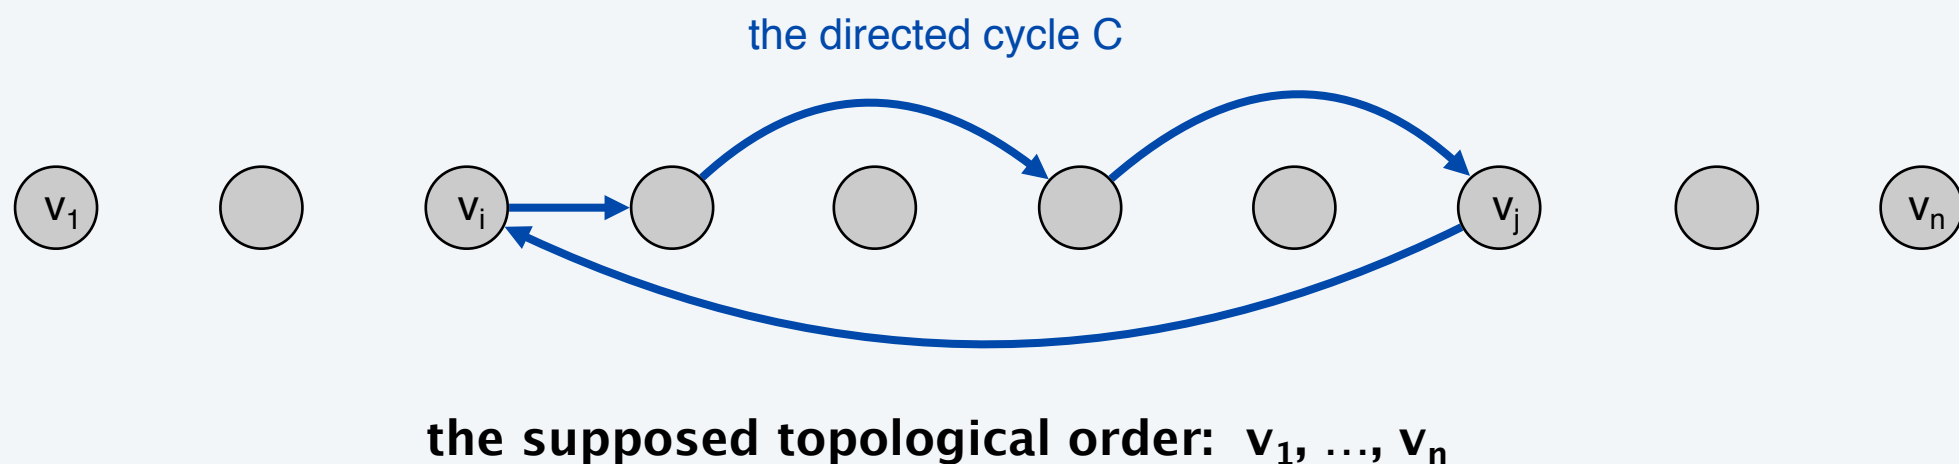 the directed cycle C
v₁ vᵢ vⱼ vₙ
the supposed topological order: v₁, …, vₙ